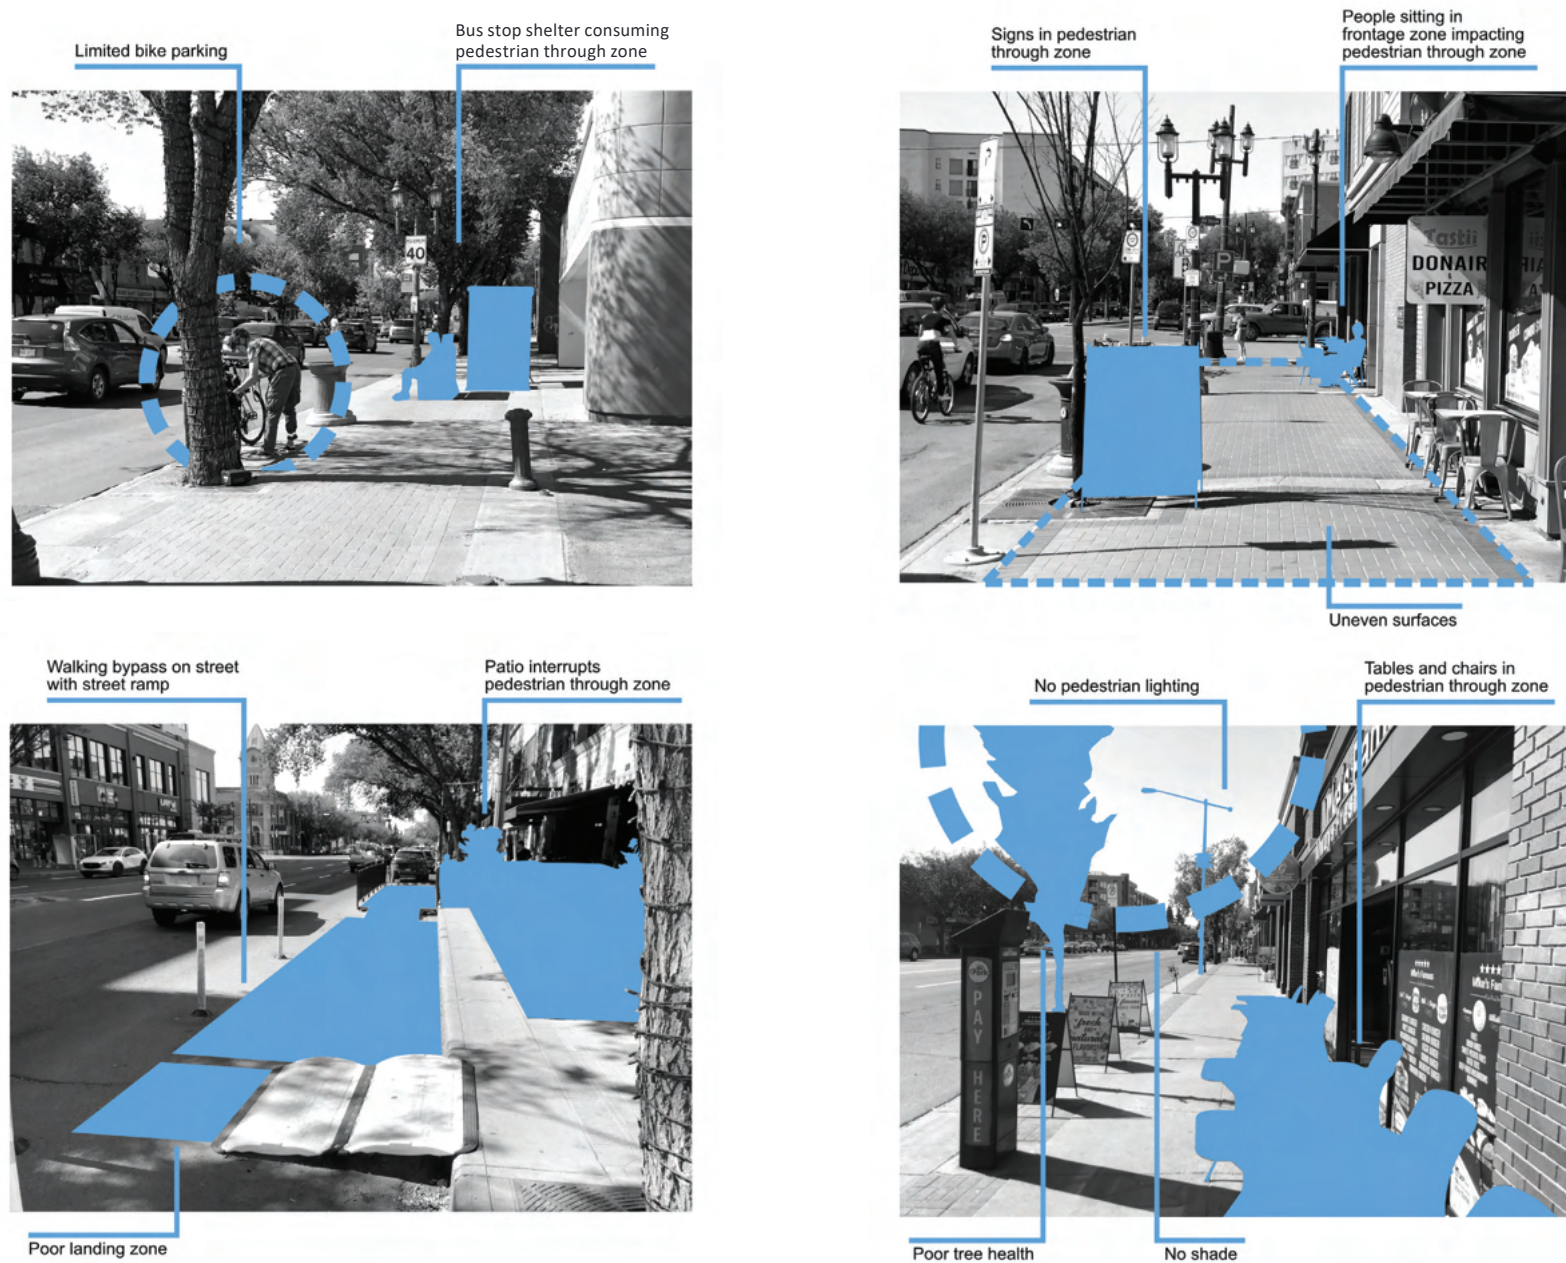 Limited bike parking
Bus stop shelter consuming
pedestrian through zone
40
Signs in pedestrian
through zone
People sitting in
frontage zone impacting
pedestrian through zone
P
P
Tastii
DONAIR
&
PIZZA
Uneven surfaces
Walking bypass on street
with street ramp
Patio interrupts
pedestrian through zone
Poor landing zone
No pedestrian lighting
Tables and chairs in
pedestrian through zone
PAY
HERE
Poor tree health
No shade